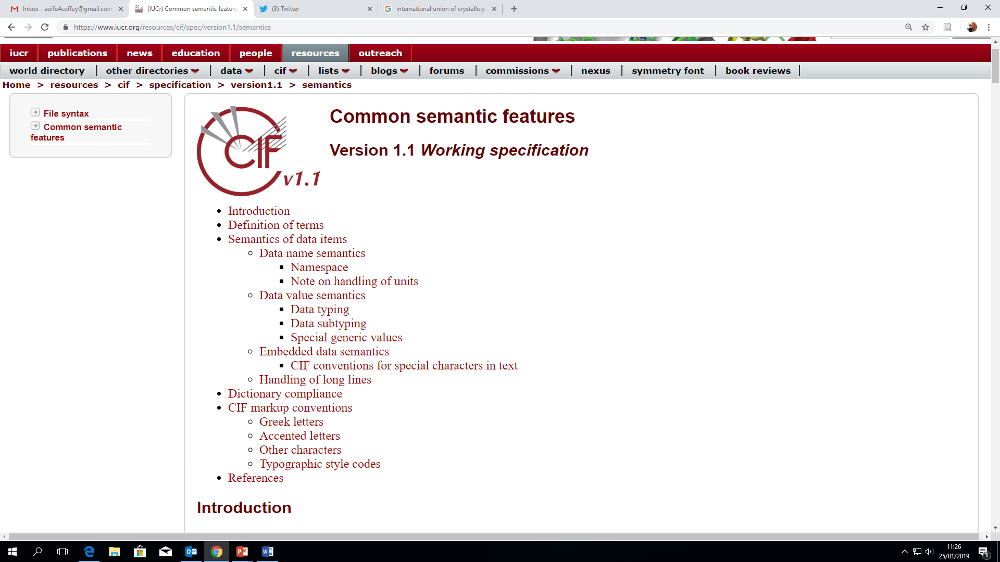 Inbox - aoife4coffey@gmail.com
(IUCr) Common semantic feature
(3) Twitter
international union of crystallogr
https://www.iucr.org/resources/cif/spec/version1.1/semantics
iucr publications news education people resources outreach
world directory other directories data cif lists blogs forums commissions nexus symmetry font book reviews
Home > resources > cif > specification > version1.1 > semantics
File syntax
Common semantic
features
CIF
v1.1
Common semantic features
Version 1.1 Working specification
Introduction
Definition of terms
Semantics of data items
Data name semantics
Namespace
Note on handling of units
Data value semantics
Data typing
Data subtyping
Special generic values
Embedded data semantics
CIF conventions for special characters in text
Handling of long lines
Dictionary compliance
CIF markup conventions
Greek letters
Accented letters
Other characters
Typographic style codes
References
Introduction
11:26
25/01/2019
1